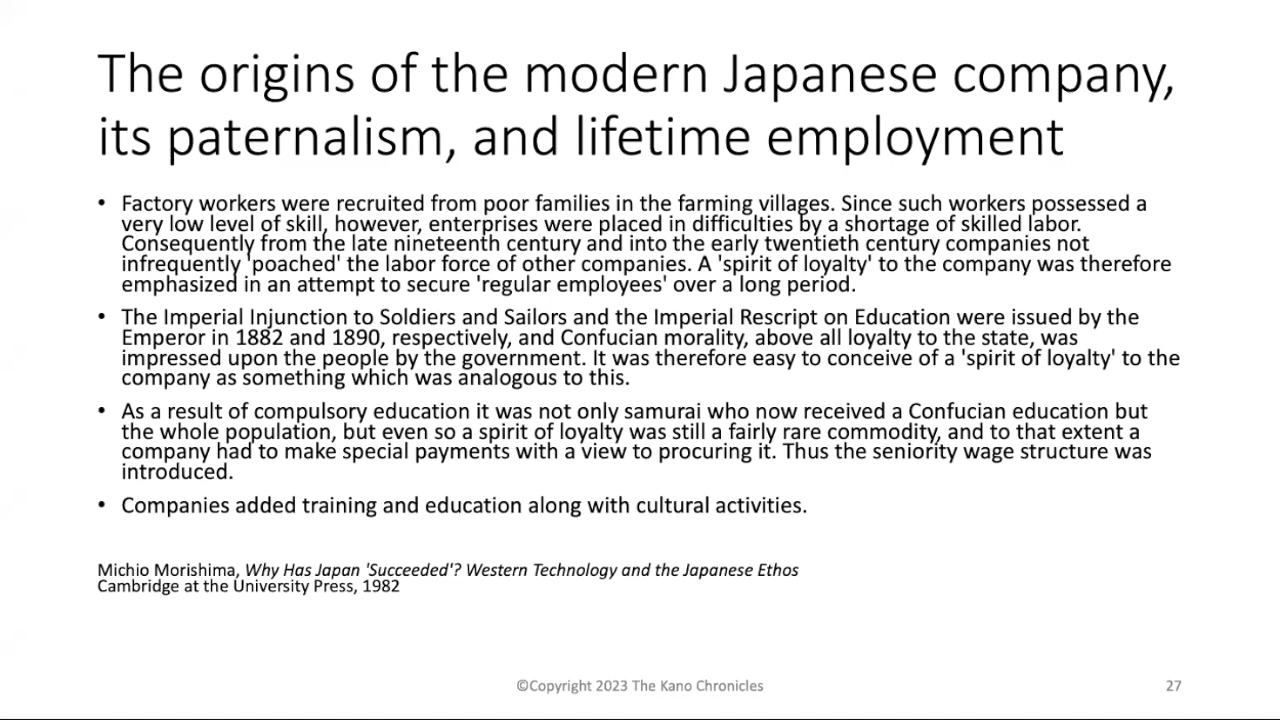 The origins of the modern Japanese company,
its paternalism, and lifetime employment
• Factory workers were recruited from poor families in the farming villages. Since such workers possessed a
very low level of skill, however, enterprises were placed in difficulties by a shortage of skilled labor.
Consequently from the late nineteenth century and into the early twentieth century companies not
infrequently 'poached' the labor force of other companies. A 'spirit of loyalty' to the company was therefore
emphasized in an attempt to secure 'regular employees' over a long period.
• The Imperial Injunction to Soldiers and Sailors and the Imperial Rescript on Education were issued by the
Emperor in 1882 and 1890, respectively, and Confucian morality, above all loyalty to the state, was
impressed upon the people by the government. It was therefore easy to conceive of a 'spirit of loyalty' to the
company as something which was analogous to this.
• As a result of compulsory education it was not only samurai who now received a Confucian education but
the whole population, but even so a spirit of loyalty was still a fairly rare commodity, and to that extent a
company had to make special payments with a view to procuring it. Thus the seniority wage structure was
introduced.
• Companies added training and education along with cultural activities.
Michio Morishima, Why Has Japan 'Succeeded'? Western Technology and the Japanese Ethos
Cambridge at the University Press, 1982
©Copyright 2023 The Kano Chronicles
27